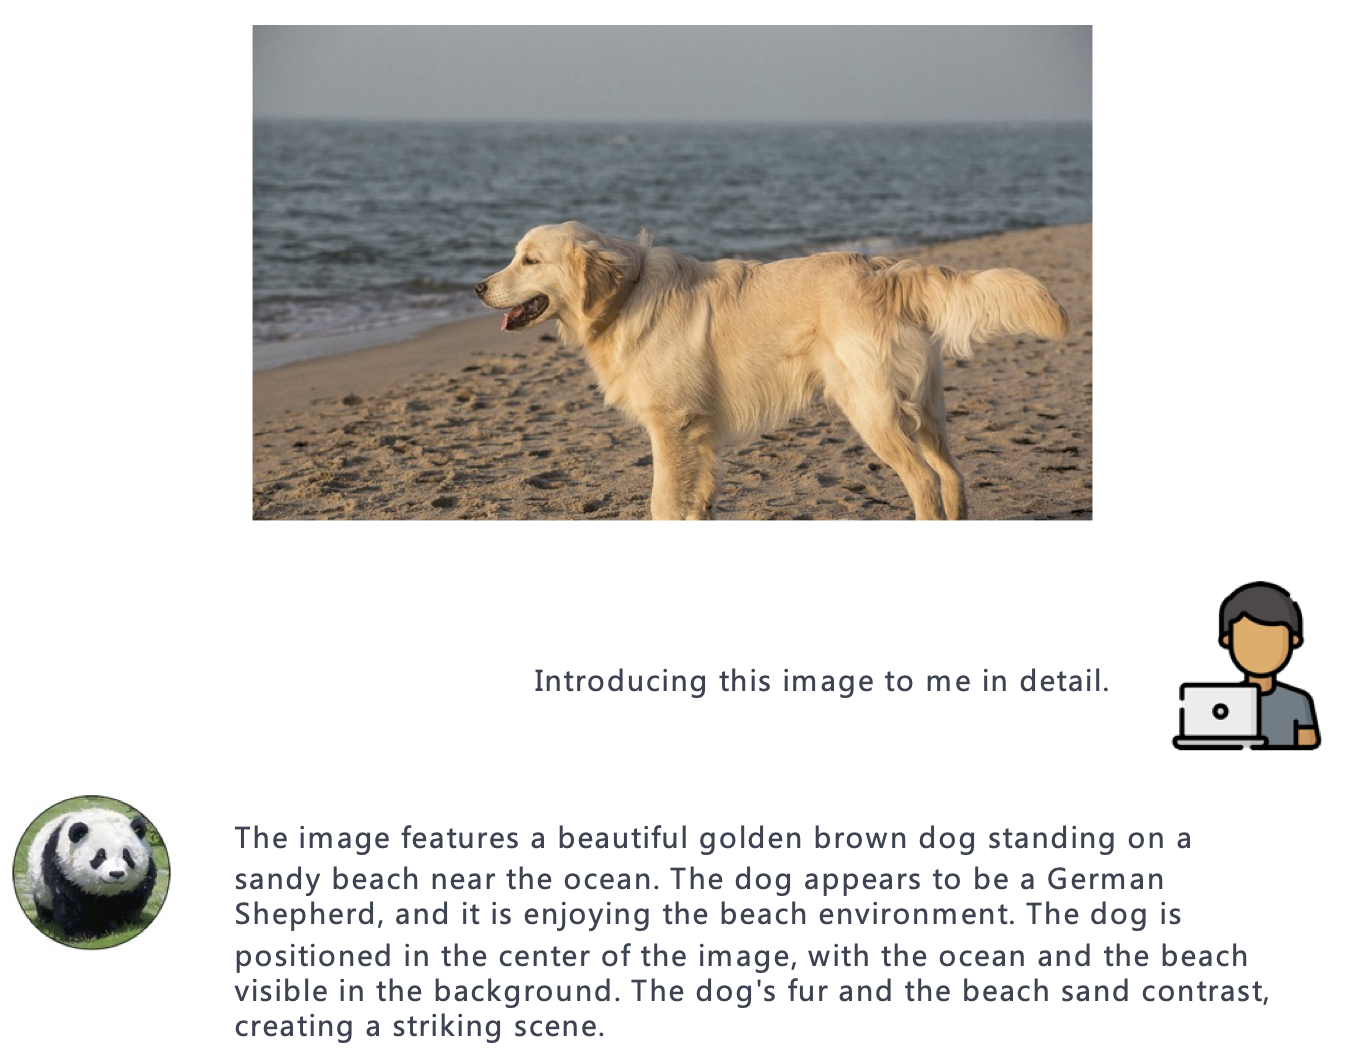 Introducing this image to me in detail.
The image features a beautiful golden brown dog standing on a
sandy beach near the ocean. The dog appears to be a German
Shepherd, and it is enjoying the beach environment. The dog is
positioned in the center of the image, with the ocean and the beach
visible in the background. The dog's fur and the beach sand contrast,
creating a striking scene.